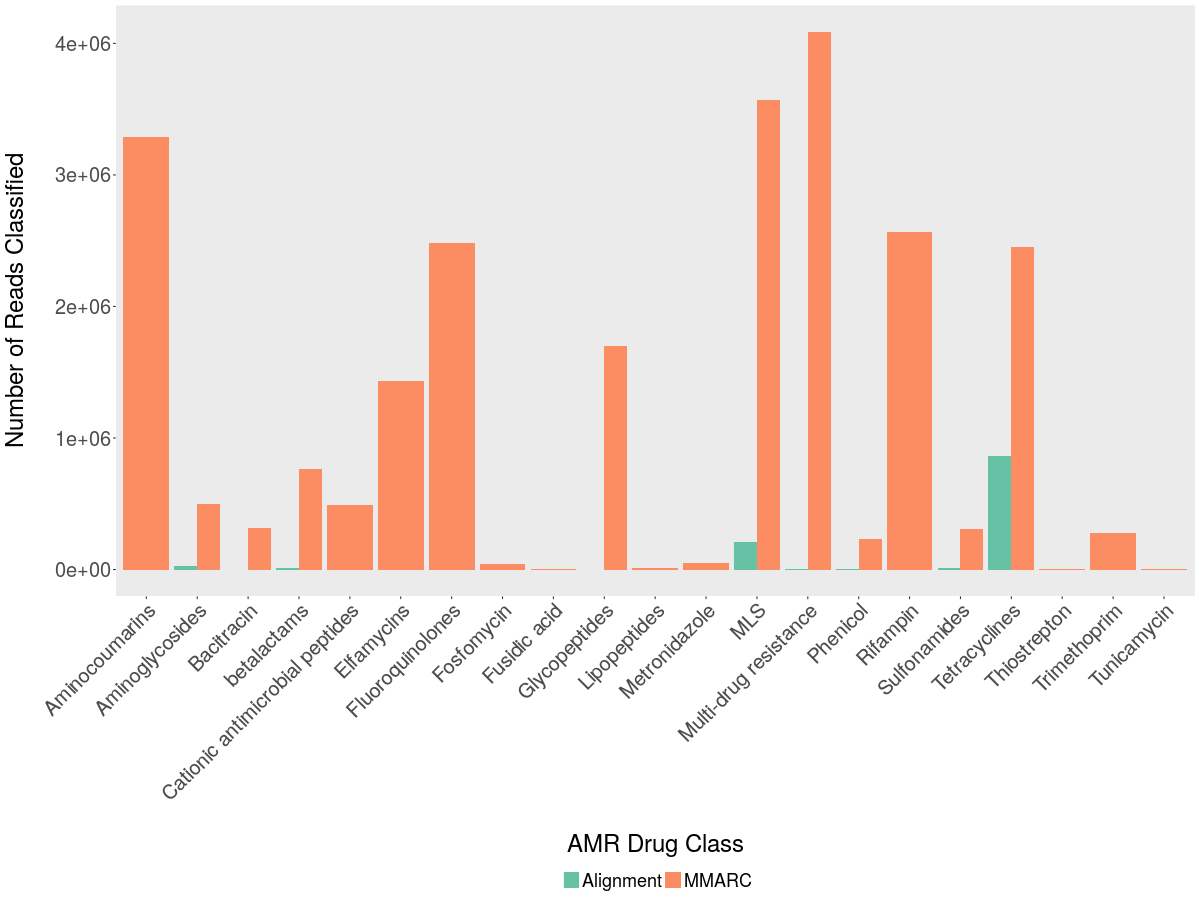 Number of Reads Classified
4e+06
3e+06
2e+06
1e+06
0e+00
Aminocoumarins
Aminoglycosides
Bacitracin
betalactams
Cationic antimicrobial peptides
Elfamycins
Fluoroquinolones
Fosfomycin
Fusidic acid
Glycopeptides
Lipopeptides
Metronidazole
MLS
Multi-drug resistance
Phenicol
Rifampin
Sulfonamides
Tetracyclines
Thiostrepton
Trimethoprim
Tunicamycin
AMR Drug Class
Alignment MMARC